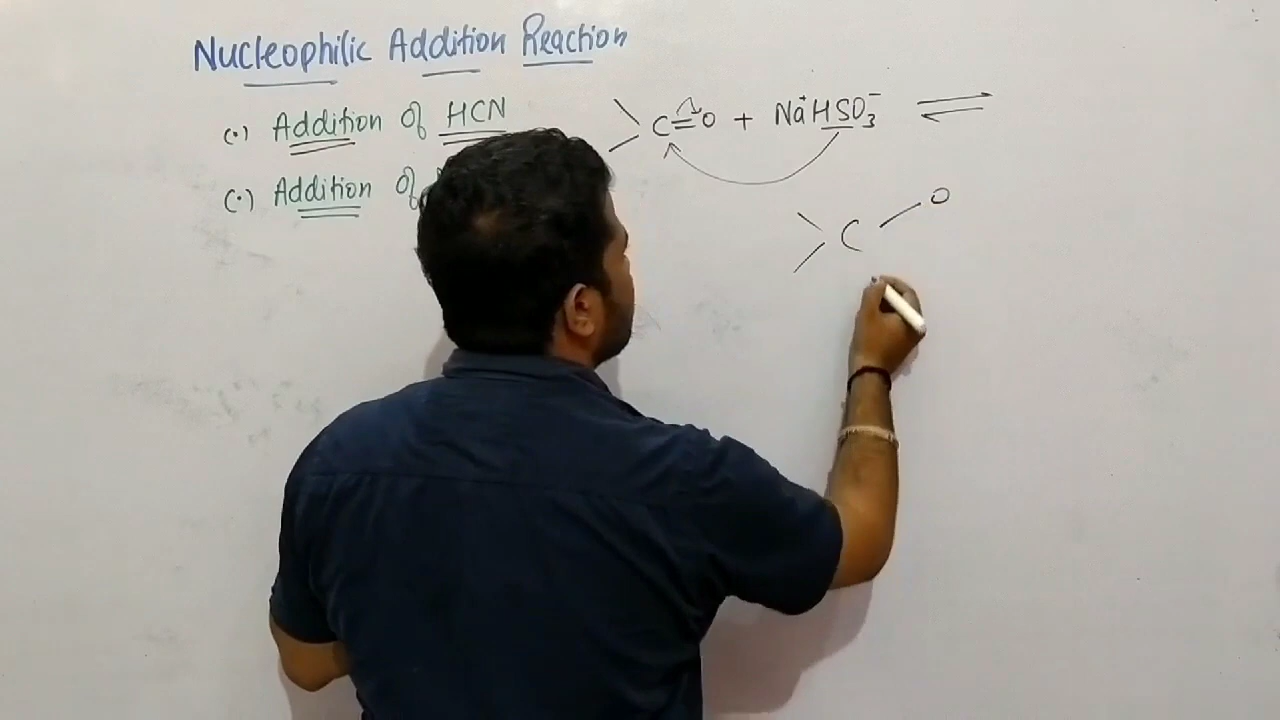 Nucleophilic Addition Reaction
(•) Addition of HCN
(•) Addition of
C=O + Na⁺HSO₃⁻ ⇌
C O